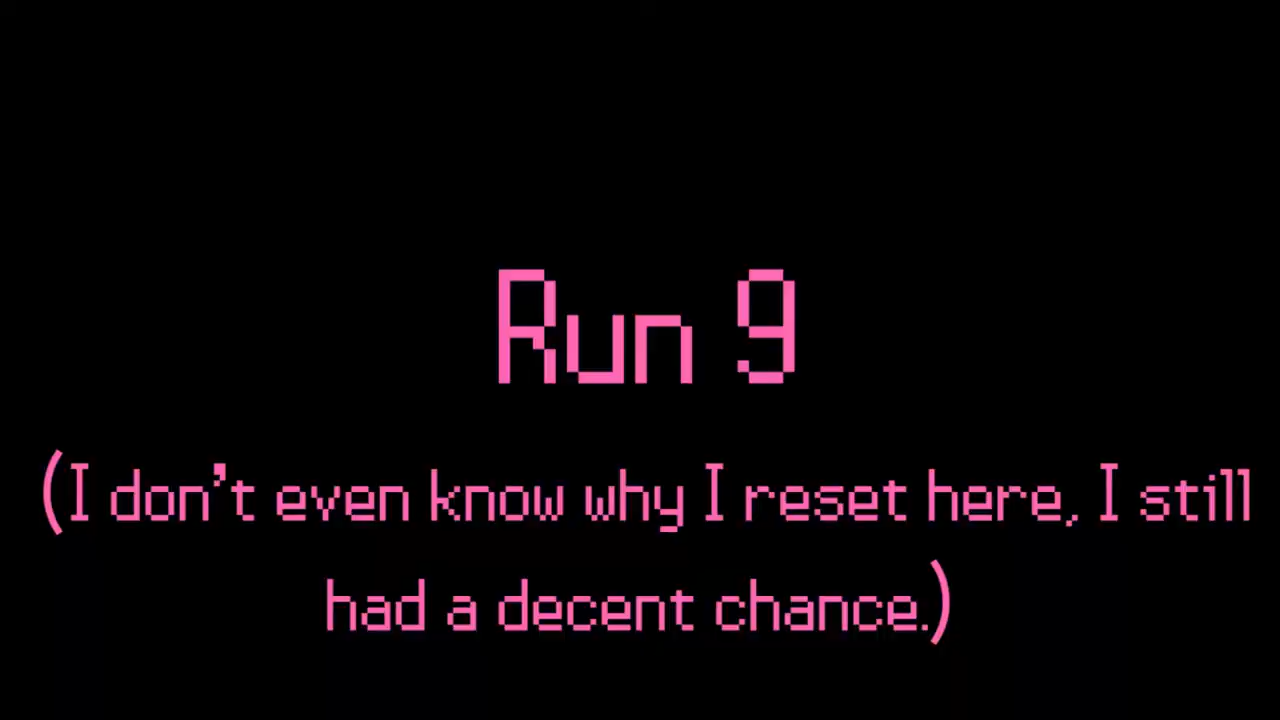 Run 9
(I don't even know why I reset here, I still
had a decent chance.)